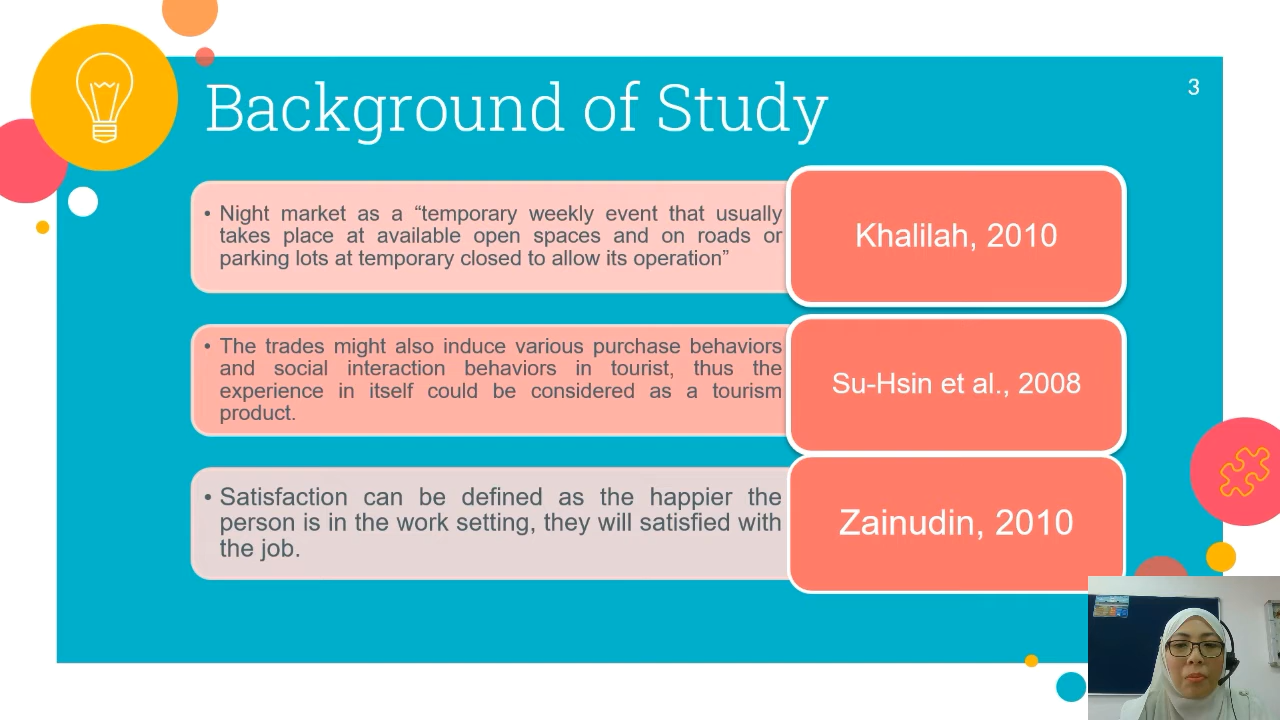 Background of Study
3
• Night market as a “temporary weekly event that usually
takes place at available open spaces and on roads or
parking lots at temporary closed to allow its operation”
Khalilah, 2010
• The trades might also induce various purchase behaviors
and social interaction behaviors in tourist, thus the
experience in itself could be considered as a tourism
product.
Su-Hsin et al., 2008
• Satisfaction can be defined as the happier the
person is in the work setting, they will satisfied with
the job.
Zainudin, 2010